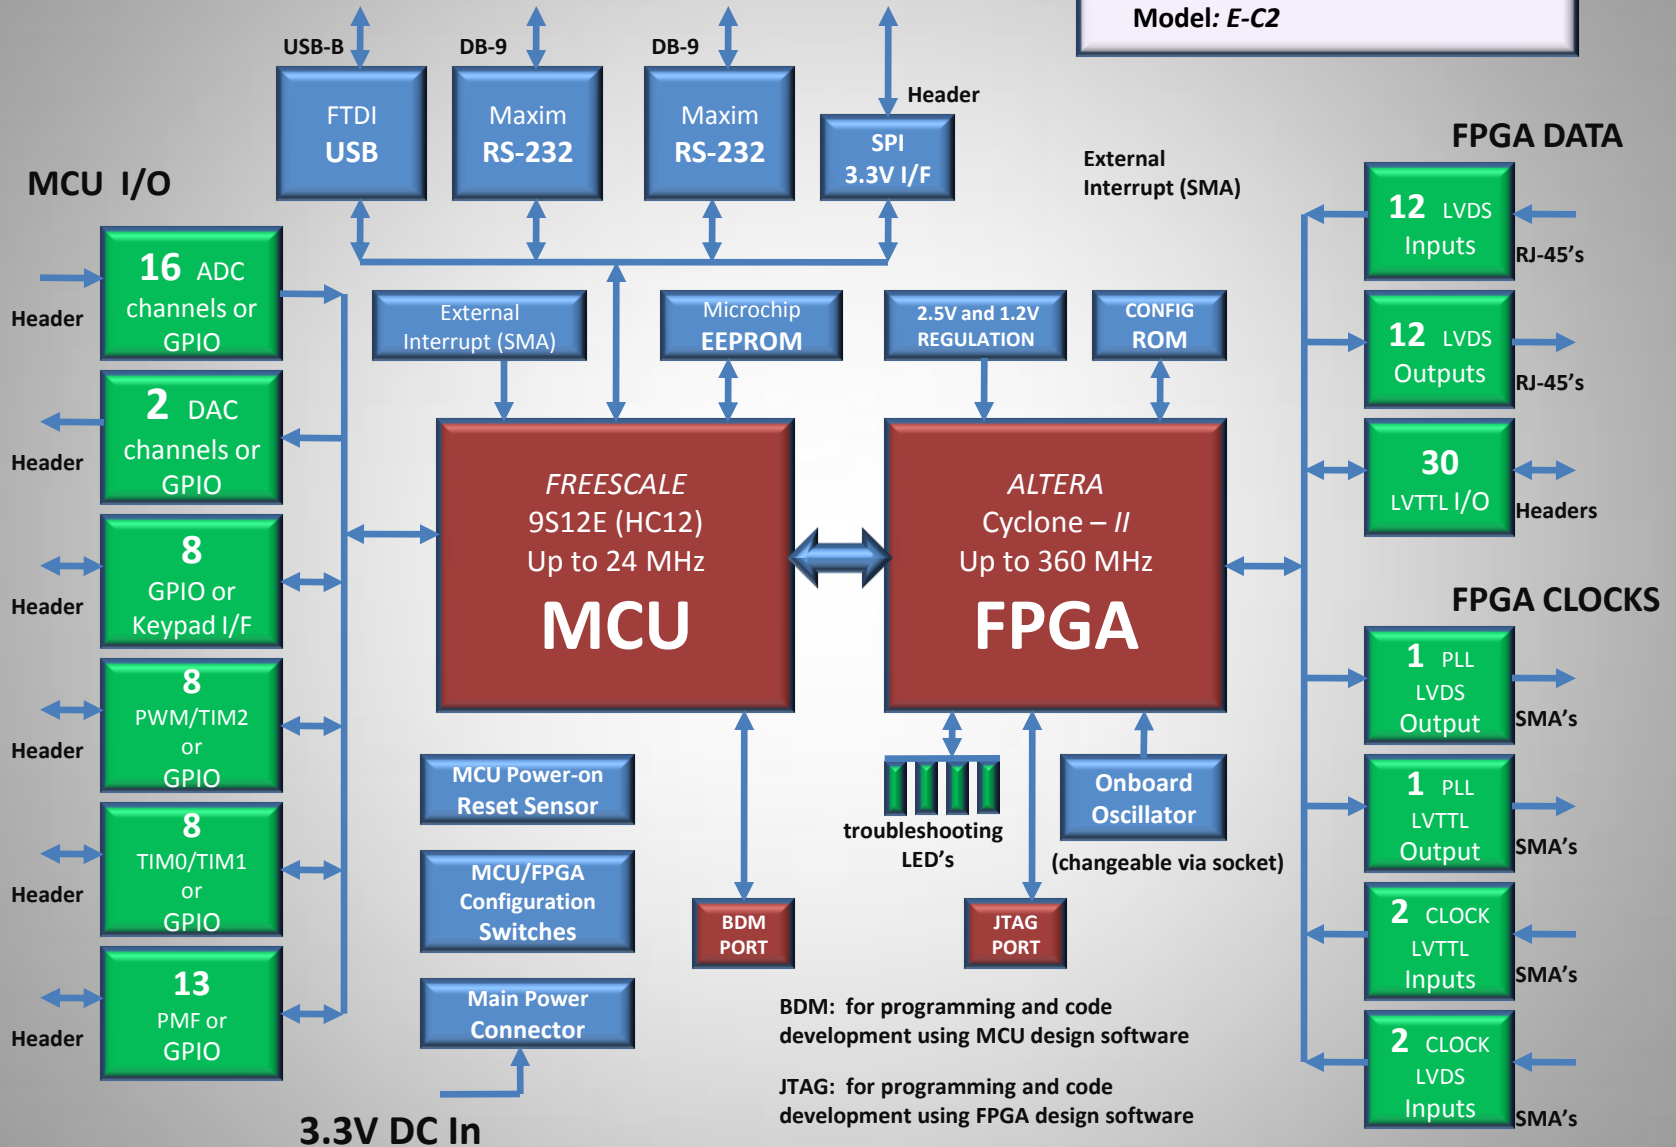 Model: E-C2
USB-B
DB-9
DB-9
Header
FTDI
USB
Maxim
RS-232
Maxim
RS-232
SPI
3.3V I/F
External
Interrupt (SMA)
MCU I/O
16 ADC
channels or
GPIO
Header
2 DAC
channels or
GPIO
Header
8
GPIO or
Keypad I/F
Header
8
PWM/TIM2
or
GPIO
Header
8
TIM0/TIM1
or
GPIO
Header
13
PMF or
GPIO
Header
External
Interrupt (SMA)
Microchip
EEPROM
2.5V and 1.2V
REGULATION
CONFIG
ROM
FREESCALE
9S12E (HC12)
Up to 24 MHz
MCU
ALTERA
Cyclone – II
Up to 360 MHz
FPGA
MCU Power-on
Reset Sensor
MCU/FPGA
Configuration
Switches
Main Power
Connector
3.3V DC In
BDM
PORT
troubleshooting
LED's
JTAG
PORT
Onboard
Oscillator
(changeable via socket)
BDM: for programming and code
development using MCU design software
JTAG: for programming and code
development using FPGA design software
FPGA DATA
12 LVDS
Inputs
RJ-45's
12 LVDS
Outputs
RJ-45's
30
LVTTL I/O
Headers
FPGA CLOCKS
1 PLL
LVDS
Output
SMA's
1 PLL
LVTTL
Output
SMA's
2 CLOCK
LVTTL
Inputs
SMA's
2 CLOCK
LVDS
Inputs
SMA's